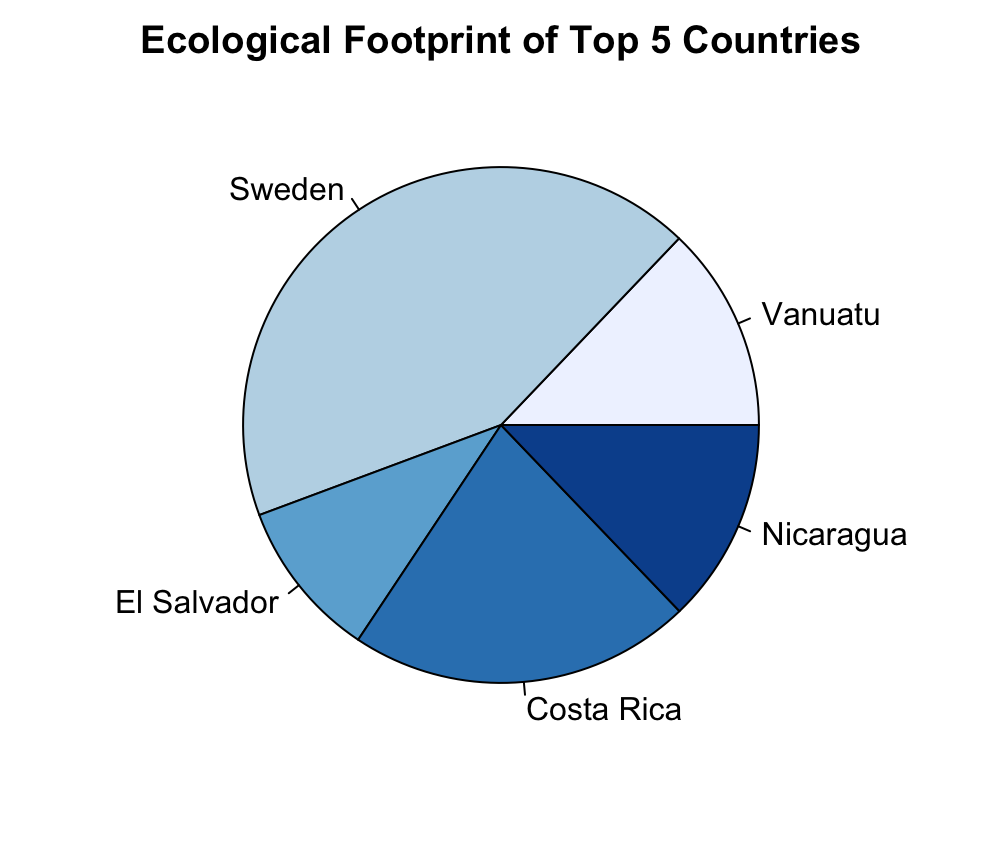 Ecological Footprint of Top 5 Countries
Sweden
Vanuatu
Nicaragua
El Salvador
Costa Rica